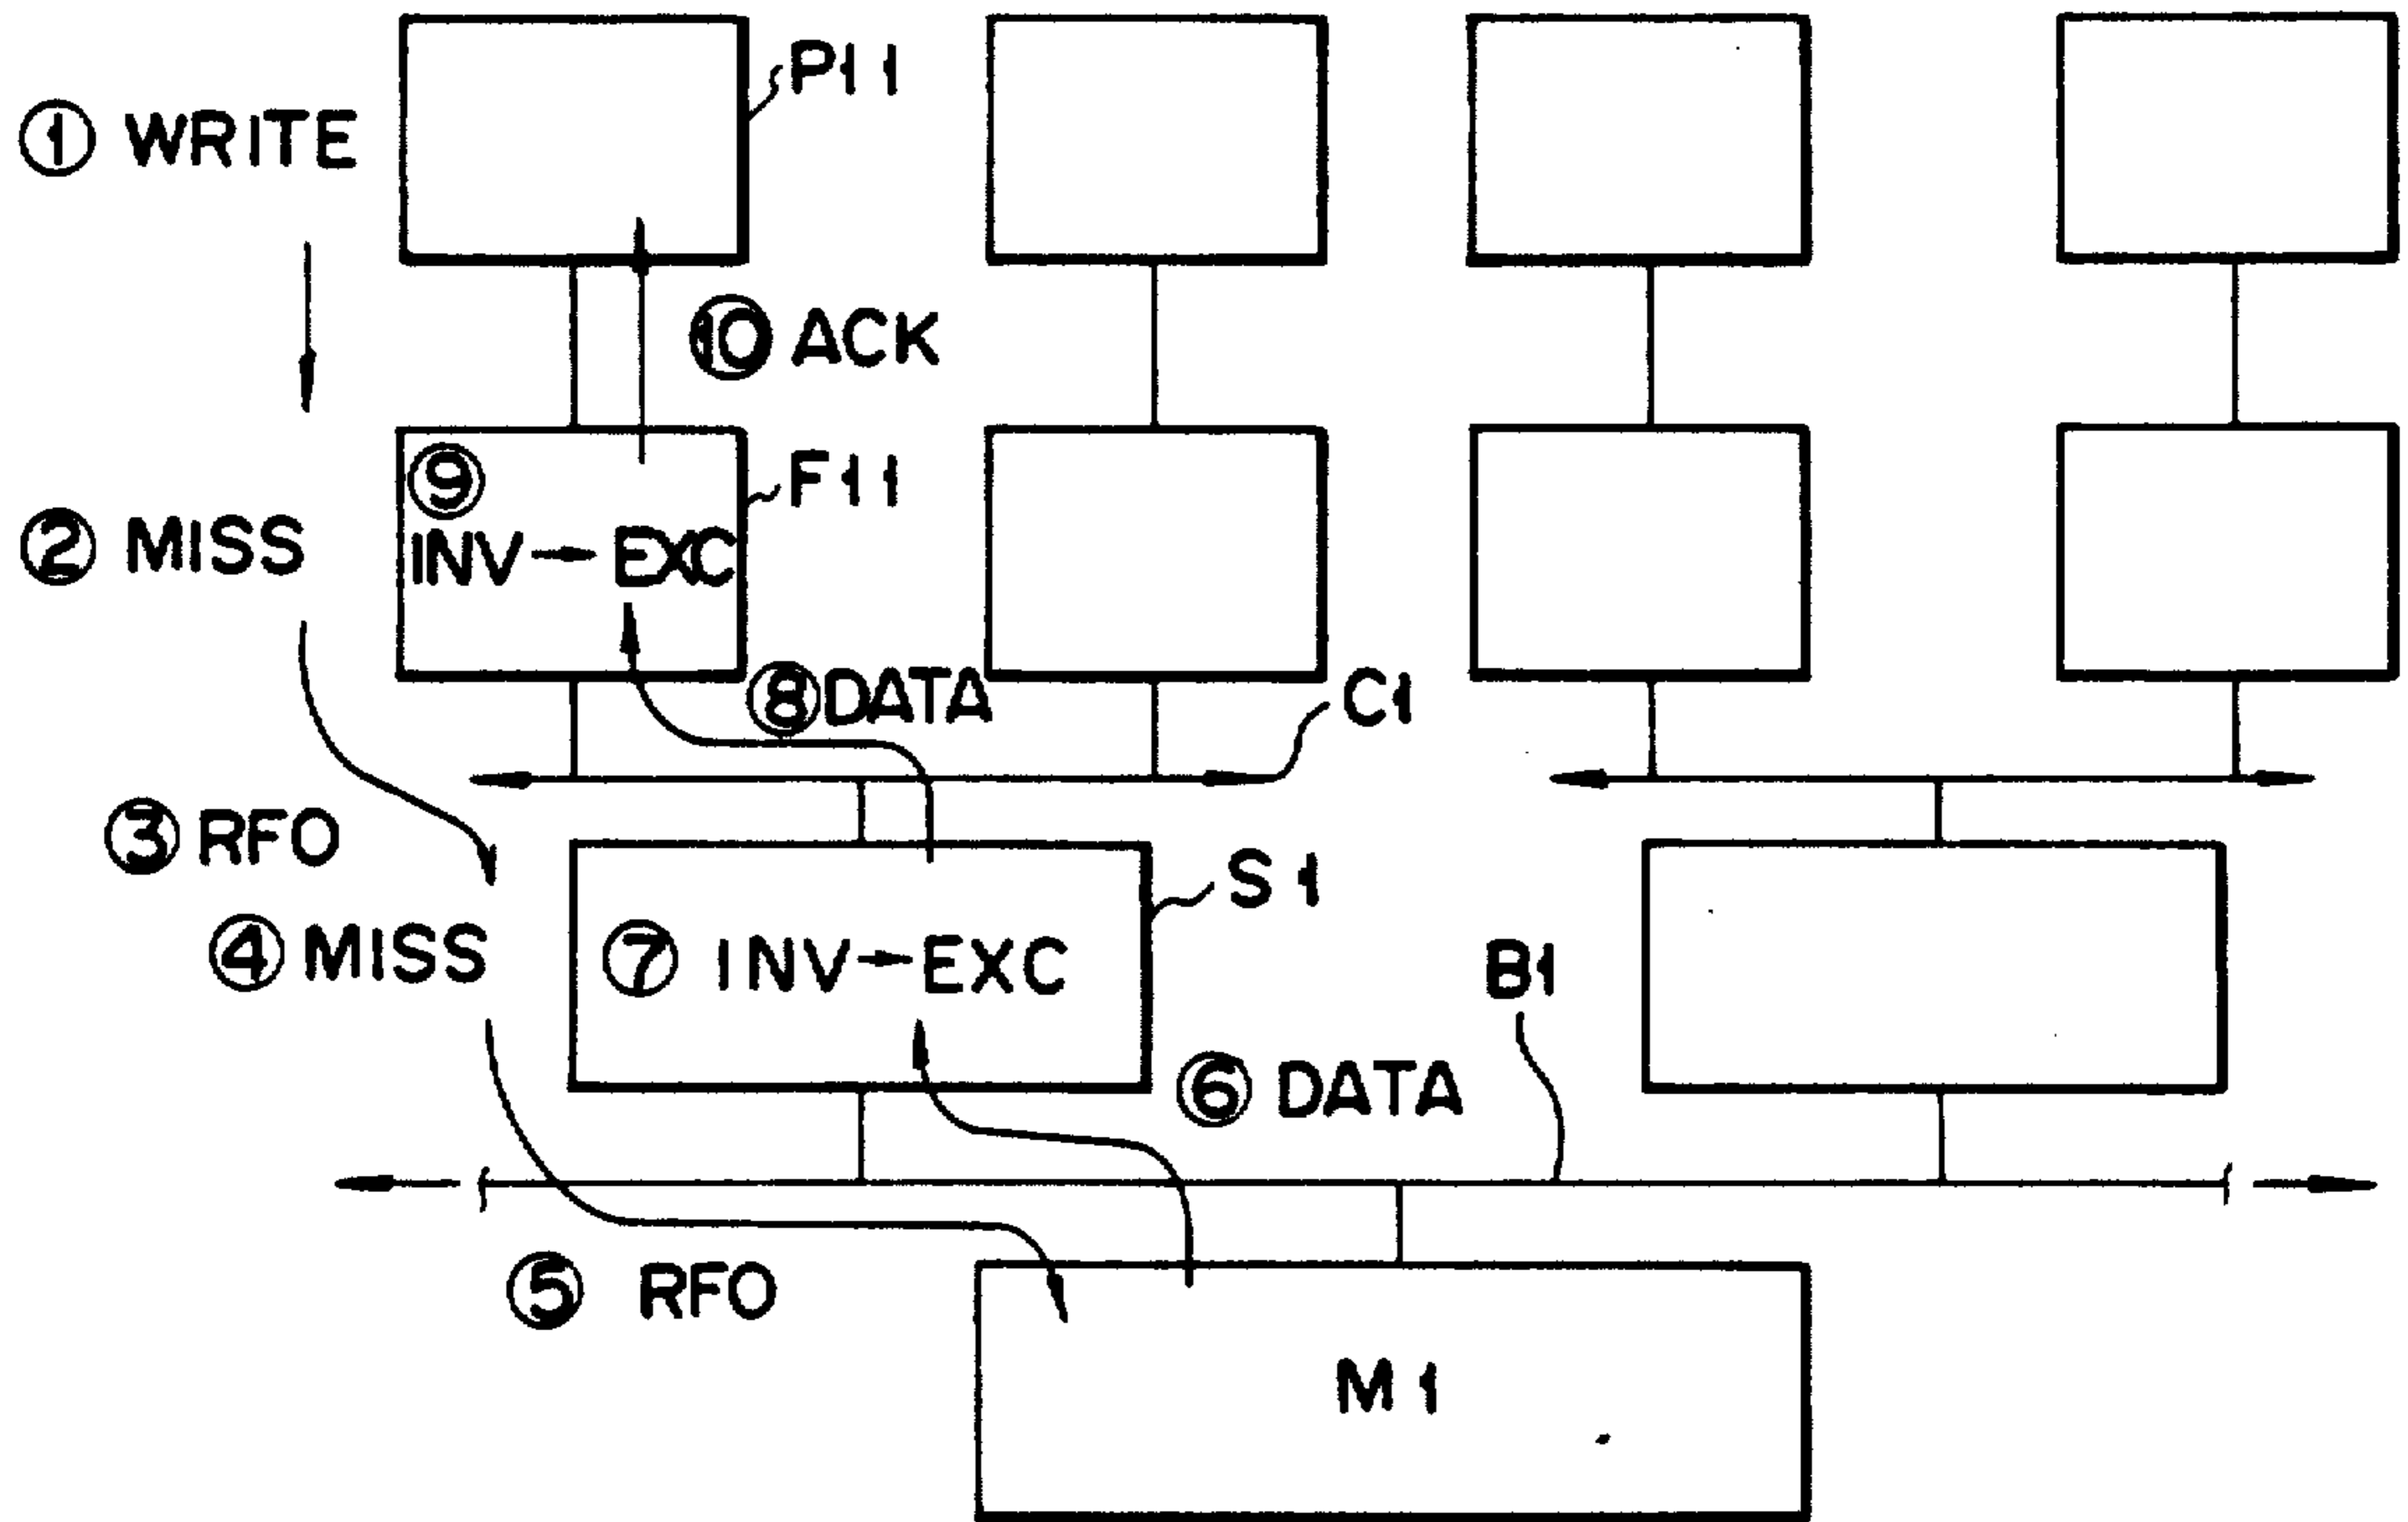 P11
① WRITE
⑩ ACK
⑨
F11
② MISS
INV → EXC
⑧ DATA
C1
③ RFO
S1
④ MISS
⑦ INV → EXC
B1
⑥ DATA
⑤ RFO
M1